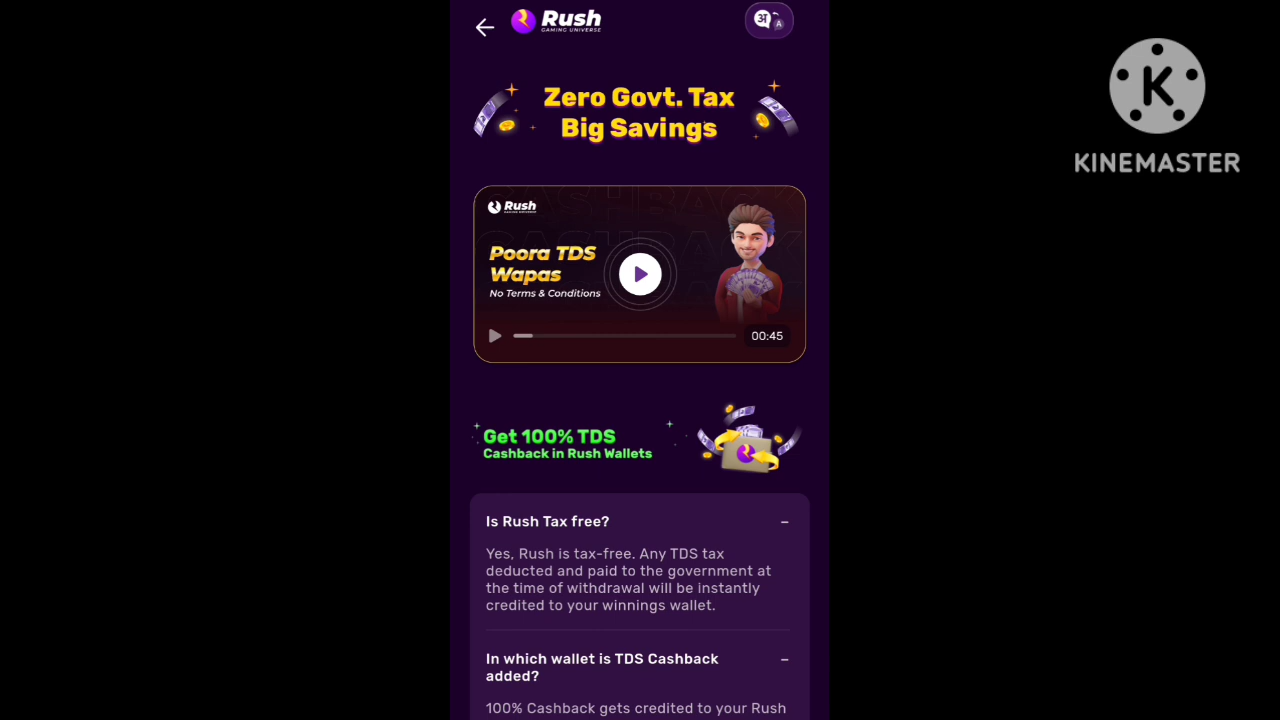 Rush
GAMING UNIVERSE
अ
A
Zero Govt. Tax
Big Savings
Rush
GAMING UNIVERSE
Poora TDS
Wapas
No Terms & Conditions
00:45
Get 100% TDS
Cashback in Rush Wallets
Is Rush Tax free?
Yes, Rush is tax-free. Any TDS tax
deducted and paid to the government at
the time of withdrawal will be instantly
credited to your winnings wallet.
In which wallet is TDS Cashback
added?
100% Cashback gets credited to your Rush
K
KINEMASTER